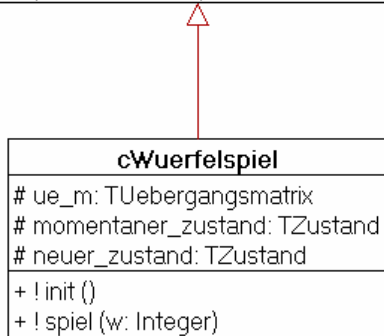 cWuerfelspiel
# ue_m: TUebergangsmatrix
# momentaner_zustand: TZustand
# neuer_zustand: TZustand
+ ! init ()
+ ! spiel (w: Integer)